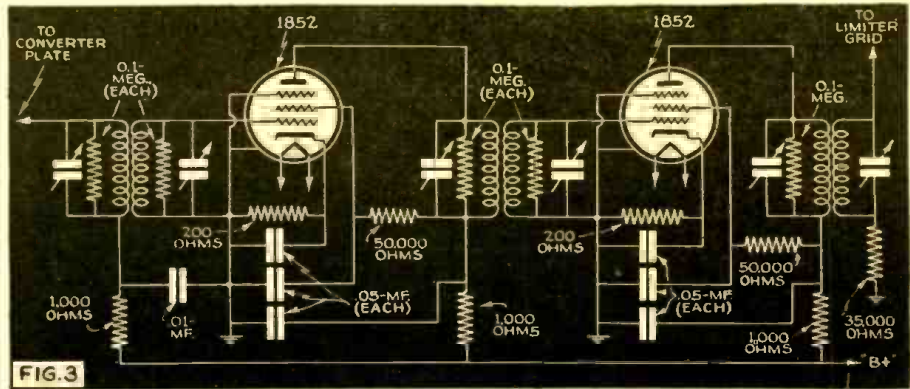 TO
CONVERTER
PLATE
0.1-
MEG.
(EACH)
1852
0.1-
MEG.
(EACH)
1852
0.1-
MEG.
TO
LIMITER
GRID
200
OHMS
50,000
OHMS
200
OHMS
50,000
OHMS
1,000
OHMS
.01-
MF.
.05-MF.
(EACH)
1,000
OHMS
.05-MF.
(EACH)
1,000
OHMS
35,000
OHMS
"B+"
FIG.3